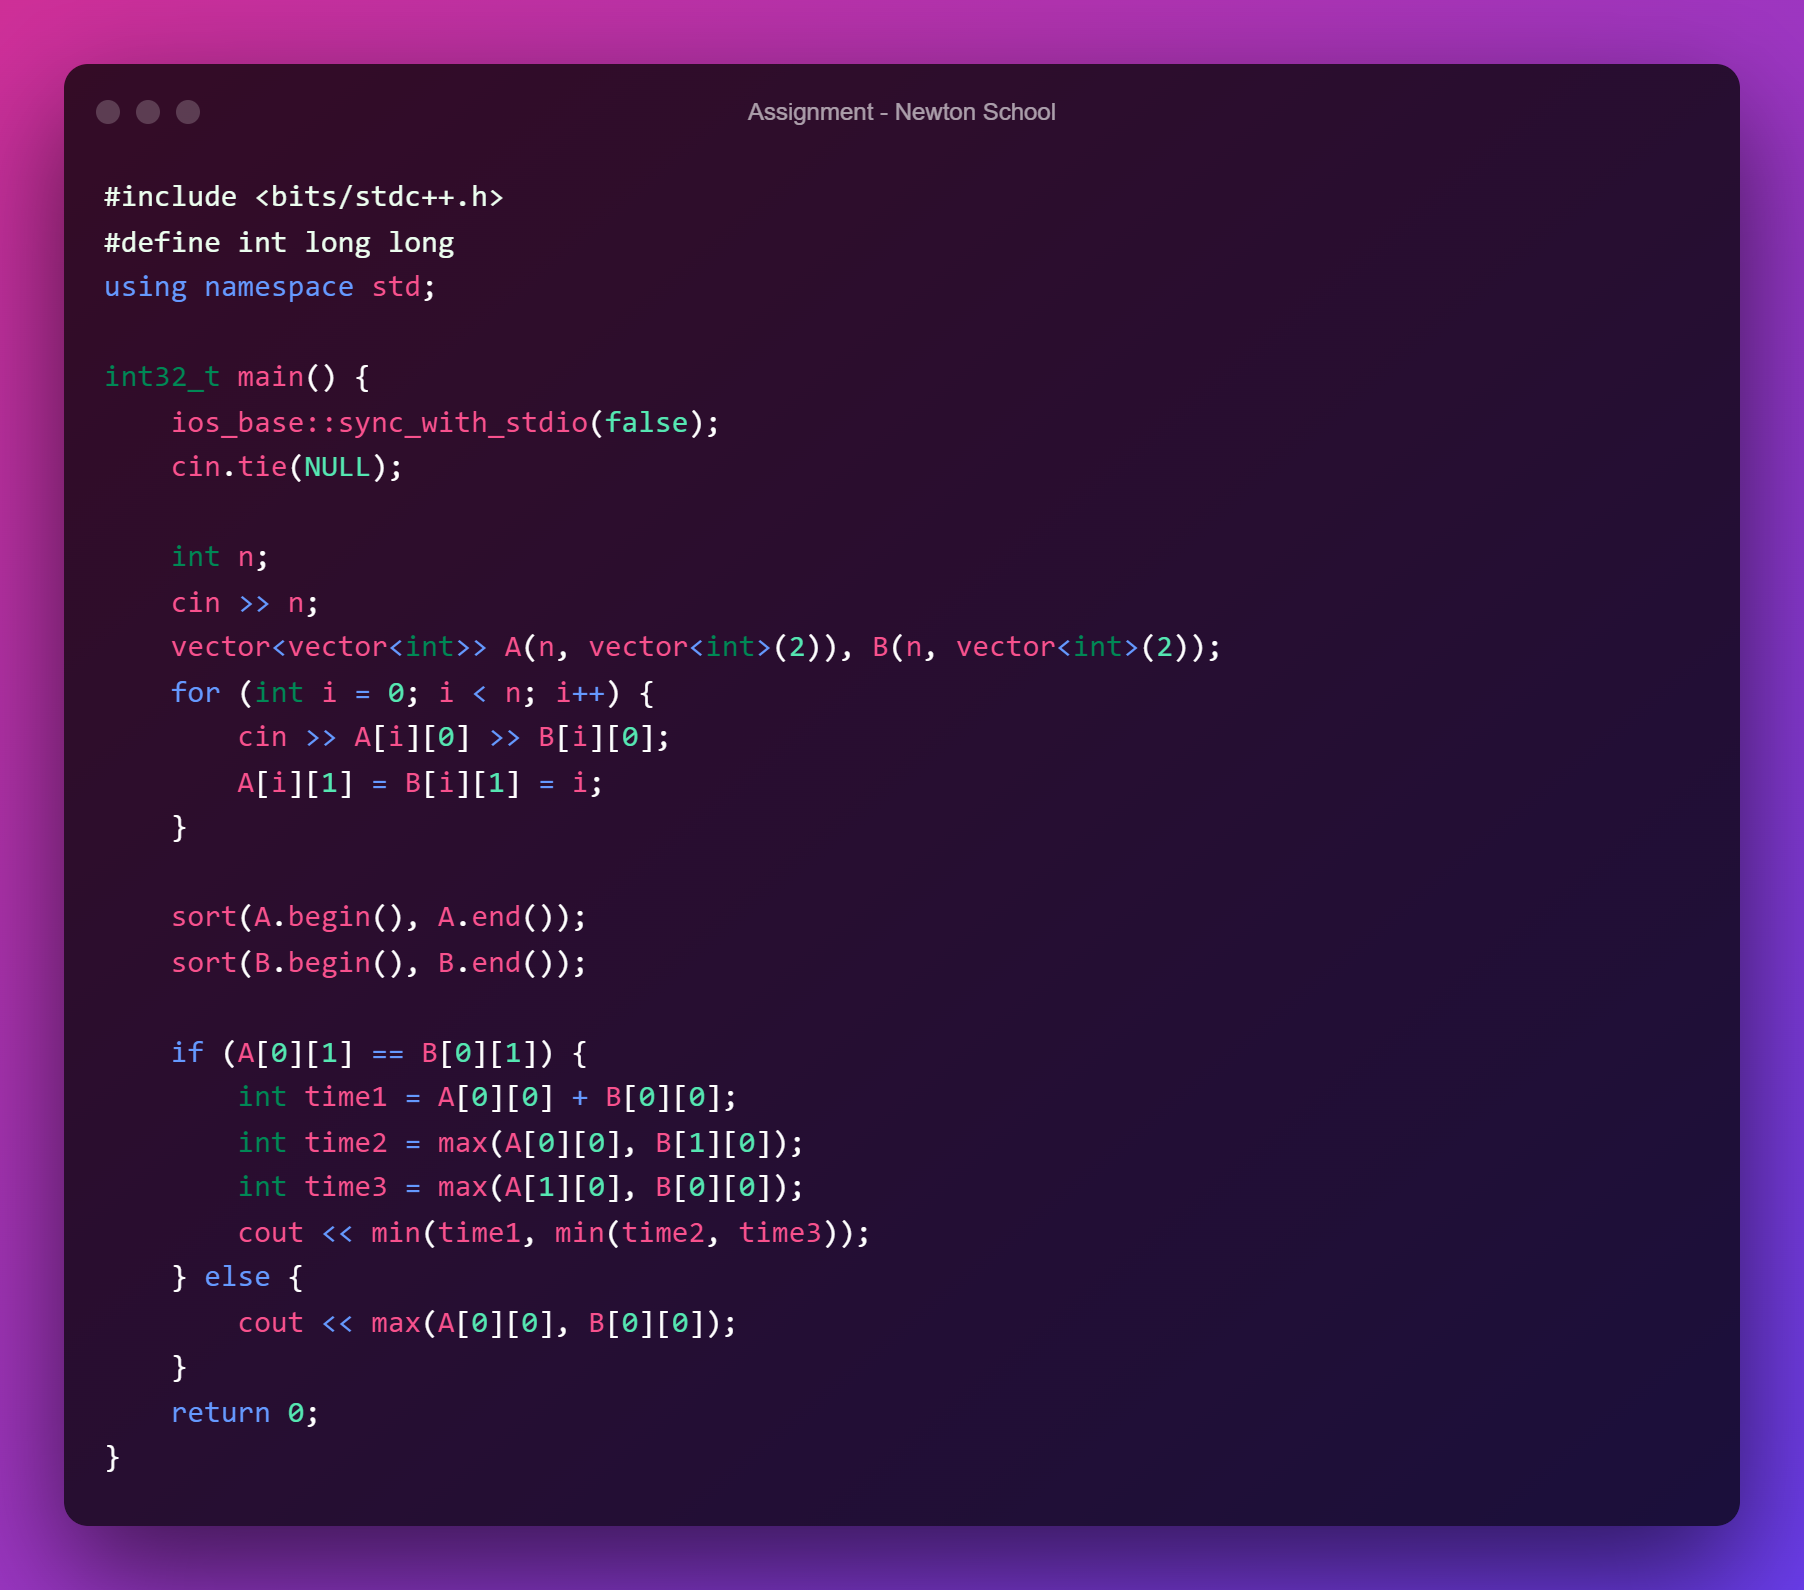 Assignment - Newton School
#include <bits/stdc++.h>
#define int long long
using namespace std;

int32_t main() {
    ios_base::sync_with_stdio(false);
    cin.tie(NULL);

    int n;
    cin >> n;
    vector<vector<int>> A(n, vector<int>(2)), B(n, vector<int>(2));
    for (int i = 0; i < n; i++) {
        cin >> A[i][0] >> B[i][0];
        A[i][1] = B[i][1] = i;
    }

    sort(A.begin(), A.end());
    sort(B.begin(), B.end());

    if (A[0][1] == B[0][1]) {
        int time1 = A[0][0] + B[0][0];
        int time2 = max(A[0][0], B[1][0]);
        int time3 = max(A[1][0], B[0][0]);
        cout << min(time1, min(time2, time3));
    } else {
        cout << max(A[0][0], B[0][0]);
    }
    return 0;
}